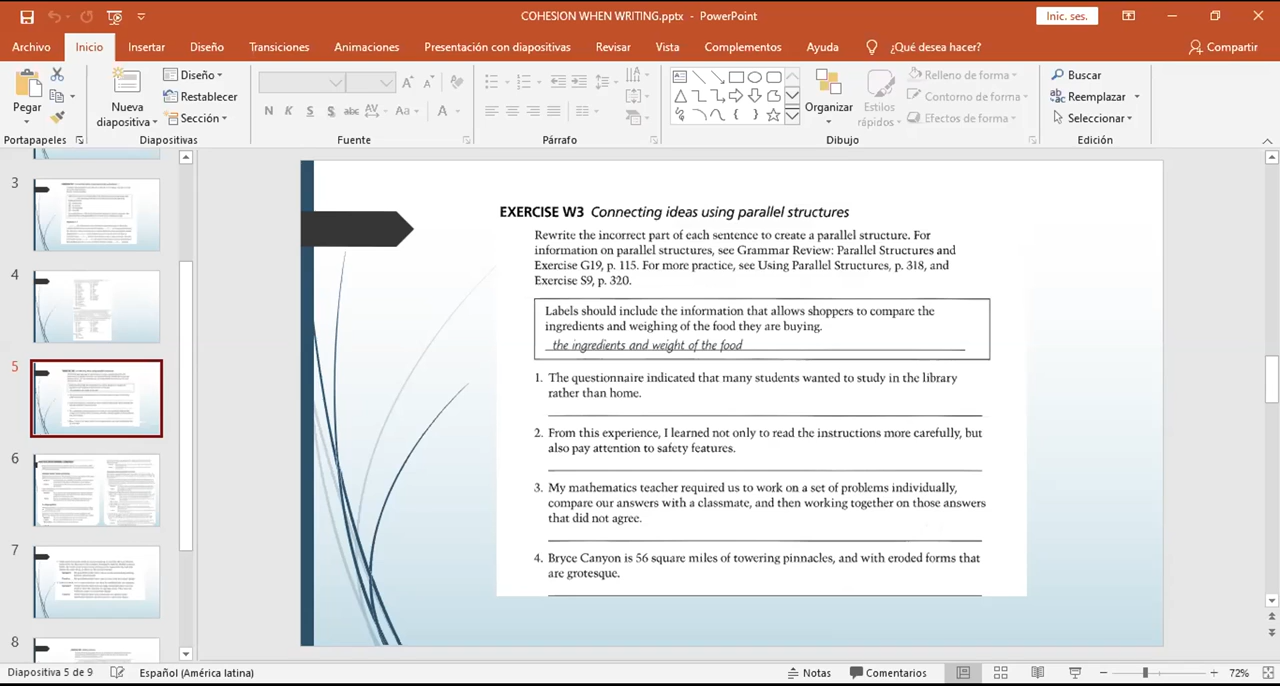 COHESION WHEN WRITING.pptx - PowerPoint
Inic. ses.
Archivo
Inicio
Insertar
Diseño
Transiciones
Animaciones
Presentación con diapositivas
Revisar
Vista
Complementos
Ayuda
¿Qué desea hacer?
Compartir
Pegar
Portapapeles
Nueva
diapositiva
Diseño
Restablecer
Sección
Diapositivas
N K S S abc AV Aa A
Fuente
Párrafo
Organizar
Estilos
rápidos
Relleno de forma
Contorno de forma
Efectos de forma
Dibujo
Buscar
Reemplazar
Seleccionar
Edición
3
4
5
6
7
8
EXERCISE W3 Connecting ideas using parallel structures
Rewrite the incorrect part of each sentence to create a parallel structure. For
information on parallel structures, see Grammar Review: Parallel Structures and
Exercise G19, p. 115. For more practice, see Using Parallel Structures, p. 318, and
Exercise S9, p. 320.
Labels should include the information that allows shoppers to compare the
ingredients and weighing of the food they are buying.
the ingredients and weight of the food
1. The questionnaire indicated that many students wanted to study in the library
rather than home.
2. From this experience, I learned not only to read the instructions more carefully, but
also pay attention to safety features.
3. My mathematics teacher required us to work on a set of problems individually,
compare our answers with a classmate, and then working together on those answers
that did not agree.
4. Bryce Canyon is 56 square miles of towering pinnacles, and with eroded forms that
are grotesque.
Diapositiva 5 de 9
Español (América latina)
Notas
Comentarios
72%